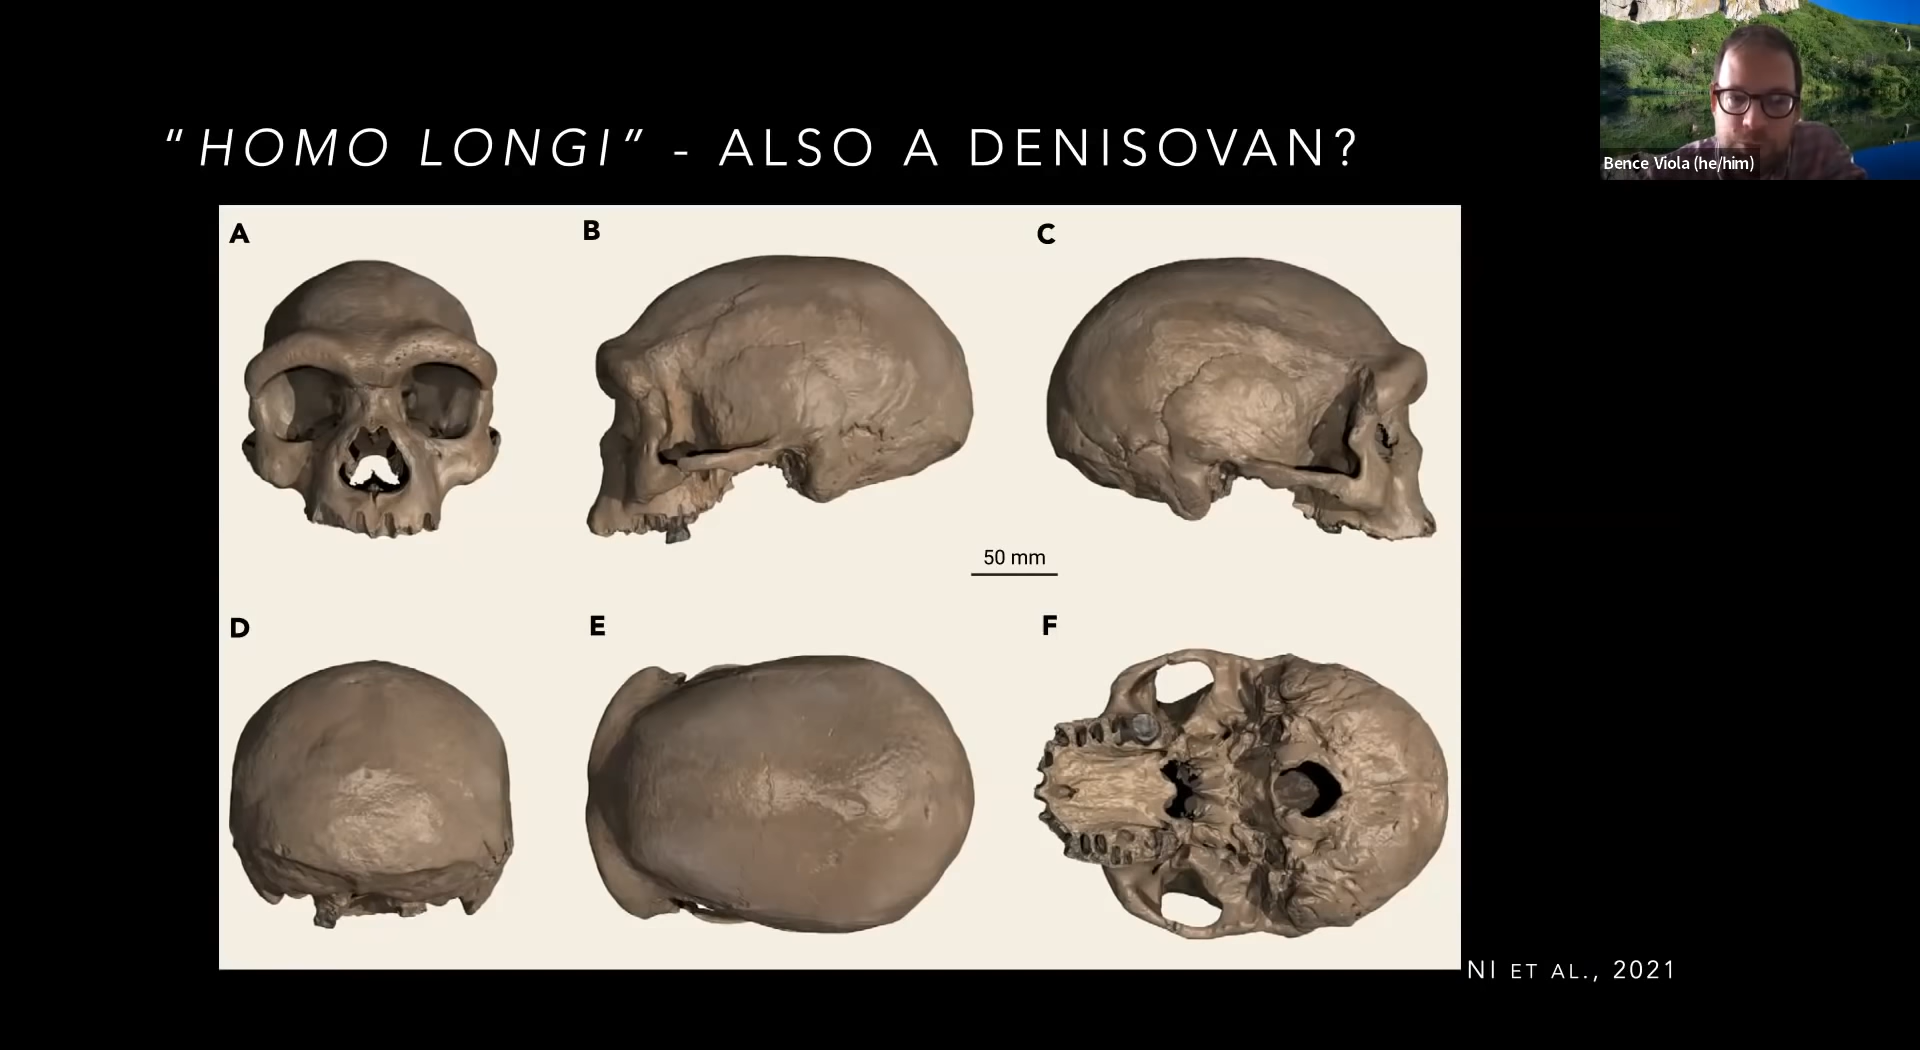 “HOMO LONGI” - ALSO A DENISOVAN?
Bence Viola (he/him)
A
B
C
50 mm
D
E
F
NI ET AL., 2021